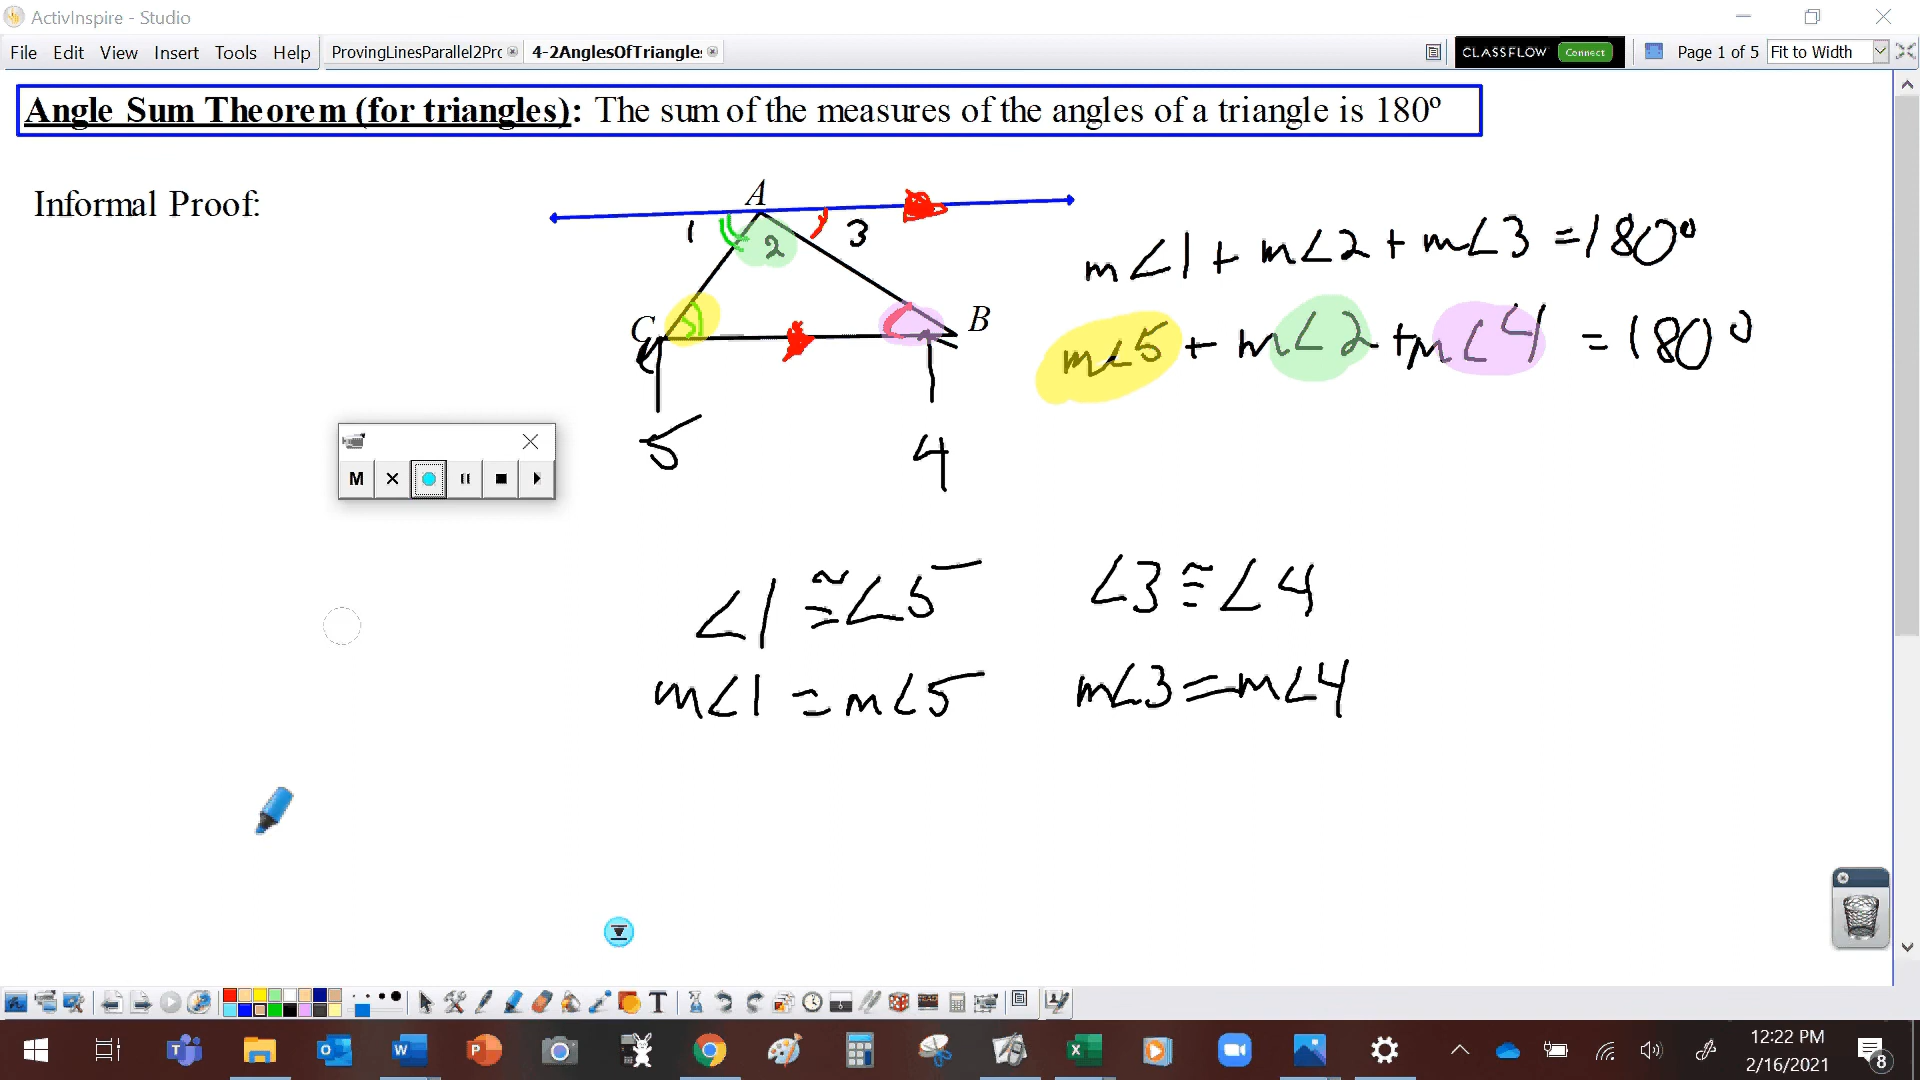 ActivInspire - Studio
File Edit View Insert Tools Help ProvingLinesParallel2Prc 4-2AnglesOfTriangles CLASSFLOW Connect Page 1 of 5 Fit to Width
Angle Sum Theorem (for triangles): The sum of the measures of the angles of a triangle is 180º
Informal Proof:
A
1 2 3
C B
5 4
m∠1 + m∠2 + m∠3 = 180°
m∠5 + m∠2 + m∠4 = 180°
M
∠1 ≅ ∠5 ∠3 ≅ ∠4
m∠1 = m∠5 m∠3 = m∠4
12:22 PM
2/16/2021
8